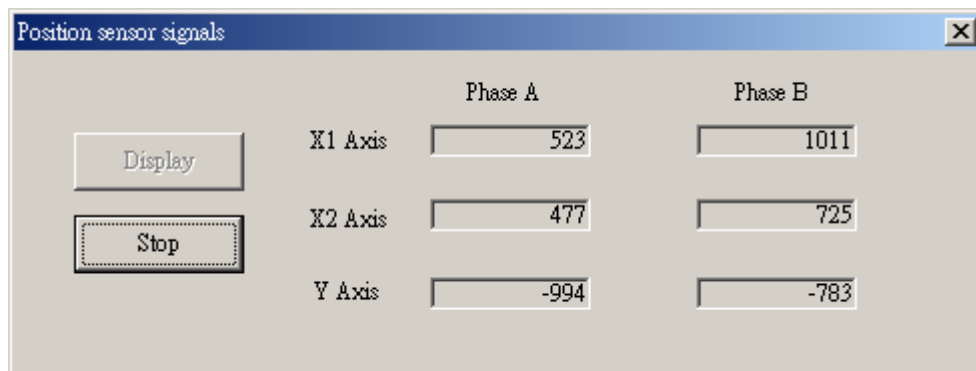 Position sensor signals
Phase A Phase B
X1 Axis 523 1011
Display
X2 Axis 477 725
Stop
Y Axis -994 -783